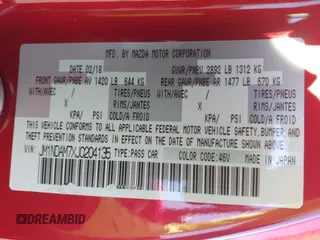 MFD. BY MAZDA MOTOR CORPORATION
DATE 02/18 GVWR/PNBV 2892 LB 1312 KG
FRONT GAWR/PNBE AV 1420 LB 644 KG REAR GAWR/PNBE AR 1477 LB 670 KG
WITH/AVEC / TIRES/PNEUS WITH/AVEC / TIRES/PNEUS
X RIMS/JANTES X RIMS/JANTES
KPA/ PSI COLD/A FROID KPA/ PSI COLD/A FROID
THIS VEHICLE CONFORMS TO ALL APPLICABLE FEDERAL MOTOR VEHICLE SAFETY, BUMPER,
AND THEFT PREVENTION STANDARDS IN EFFECT ON THE DATE OF MANUFACTURE SHOWN ABOVE.
TYPE: PASS CAR COLOR/CODE: 46V MADE IN JAPAN